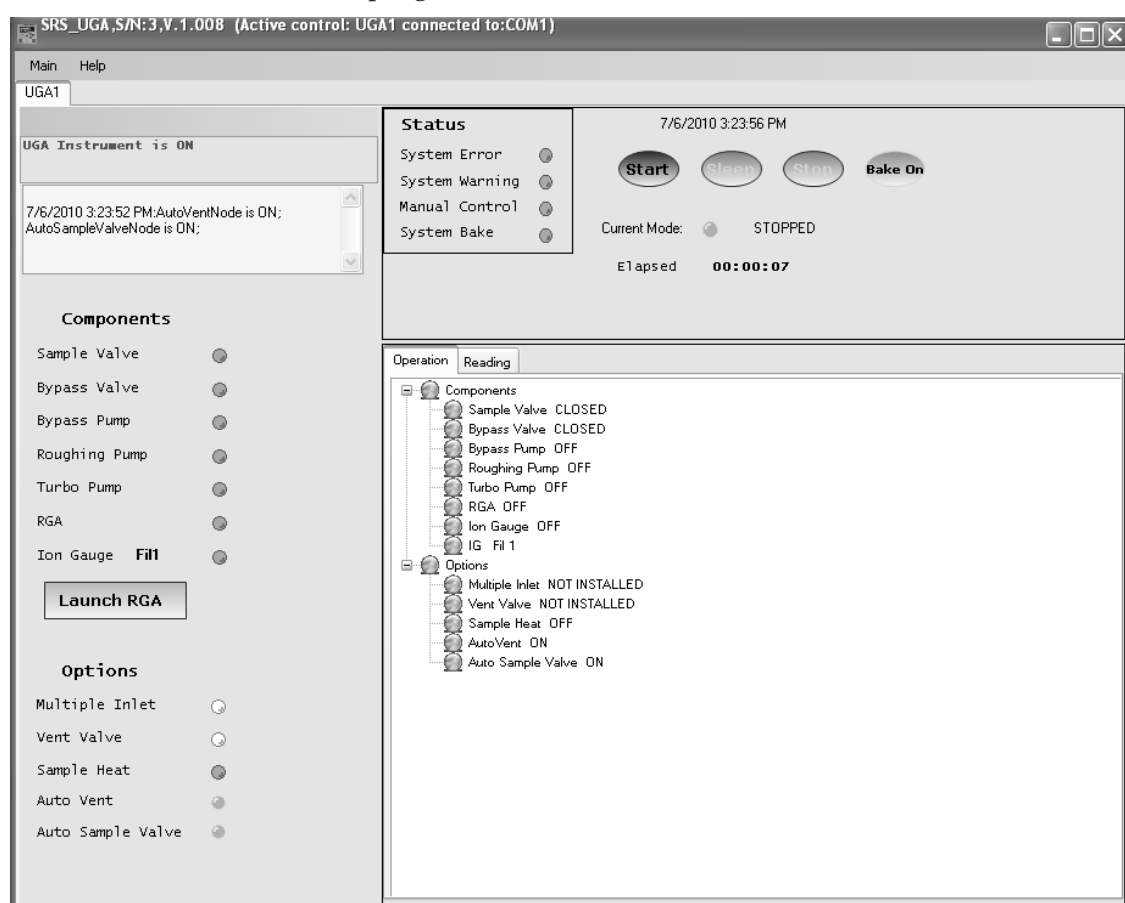 SRS_UGA,S/N:3,V.1.008 (Active control: UGA1 connected to:COM1)
Main Help
UGA1
UGA Instrument is ON
7/6/2010 3:23:52 PM:AutoVentNode is ON;
AutoSampleValveNode is ON;
Components
Sample Valve
Bypass Valve
Bypass Pump
Roughing Pump
Turbo Pump
RGA
Ion Gauge Fil1
Launch RGA
Options
Multiple Inlet
Vent Valve
Sample Heat
Auto Vent
Auto Sample Valve
Status
System Error
System Warning
Manual Control
System Bake
7/6/2010 3:23:56 PM
Start Sleep Stop Bake On
Current Mode: STOPPED
Elapsed 00:00:07
Operation Reading
Components
Sample Valve CLOSED
Bypass Valve CLOSED
Bypass Pump OFF
Roughing Pump OFF
Turbo Pump OFF
RGA OFF
Ion Gauge OFF
IG Fil 1
Options
Multiple Inlet NOT INSTALLED
Vent Valve NOT INSTALLED
Sample Heat OFF
AutoVent ON
Auto Sample Valve ON